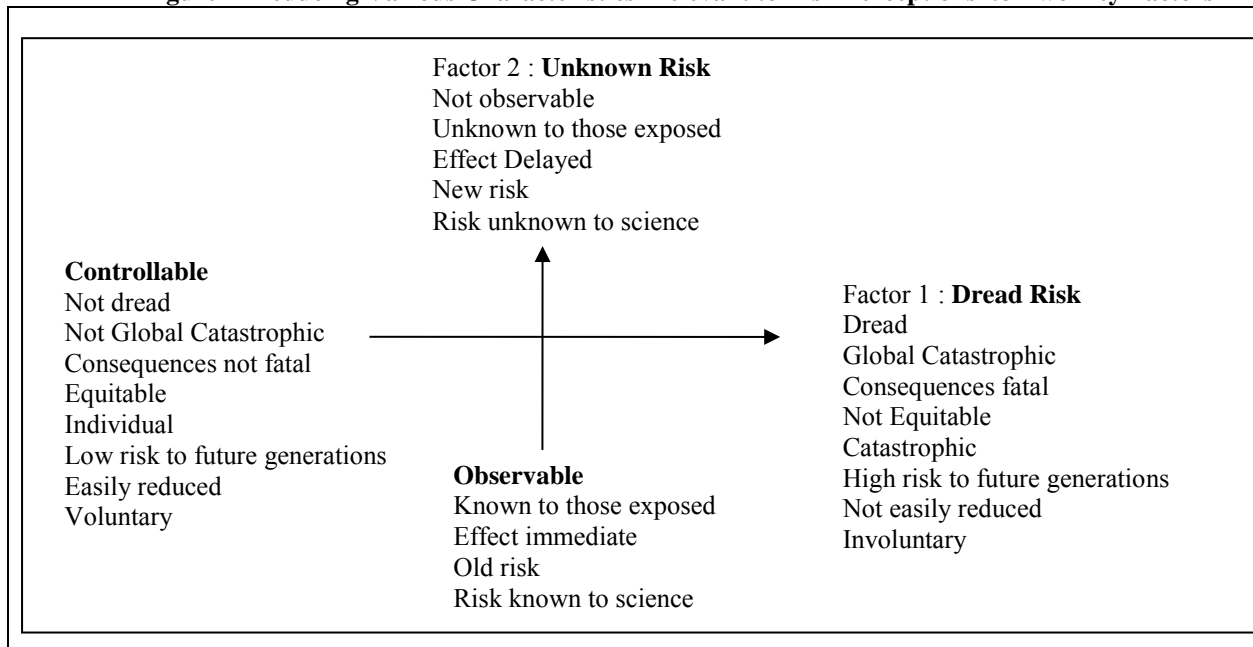 Factor 2 : Unknown Risk
Not observable
Unknown to those exposed
Effect Delayed
New risk
Risk unknown to science
Controllable
Not dread
Not Global Catastrophic
Consequences not fatal
Equitable
Individual
Low risk to future generations
Easily reduced
Voluntary
Factor 1 : Dread Risk
Dread
Global Catastrophic
Consequences fatal
Not Equitable
Catastrophic
High risk to future generations
Not easily reduced
Involuntary
Observable
Known to those exposed
Effect immediate
Old risk
Risk known to science